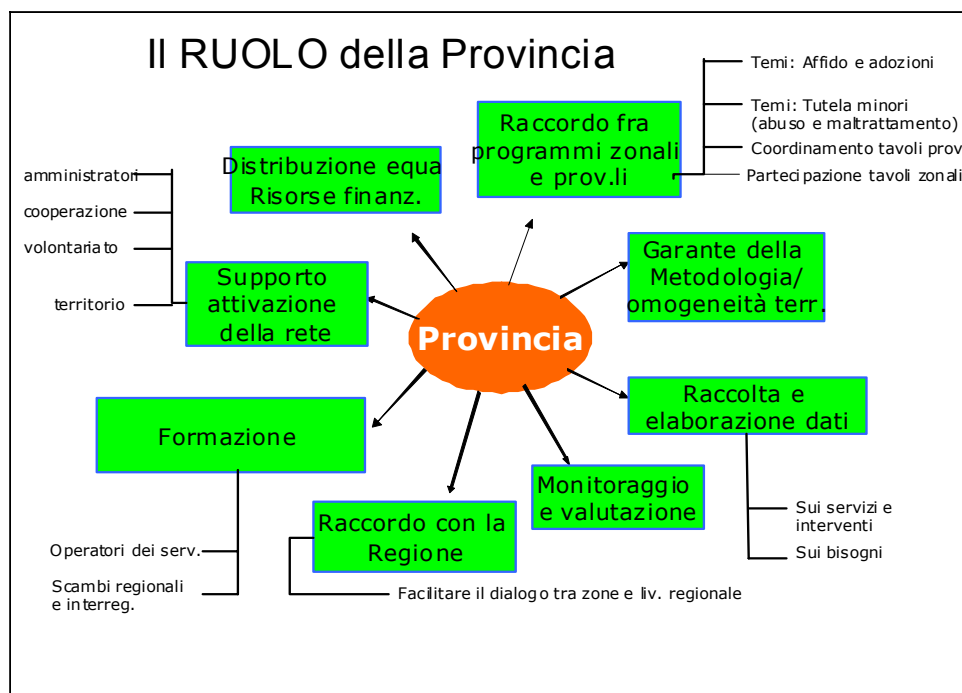 Il RUOLO della Provincia
Temi: Affido e adozioni
Temi: Tutela minori
(abuso e maltrattamento)
Coordinamento tavoli prov
Partecipazione tavoli zonali
Raccordo fra
programmi zonali
e prov.li
Distribuzione equa
Risorse finanz.
amministratori
cooperazione
volontariato
territorio
Supporto
attivazione
della rete
Garante della
Metodologia/
omogeneità terr.
Provincia
Raccolta e
elaborazione dati
Sui servizi e
interventi
Sui bisogni
Formazione
Operatori dei serv.
Scambi regionali
e interreg.
Monitoraggio
e valutazione
Raccordo con la
Regione
Facilitare il dialogo tra zone e liv. regionale